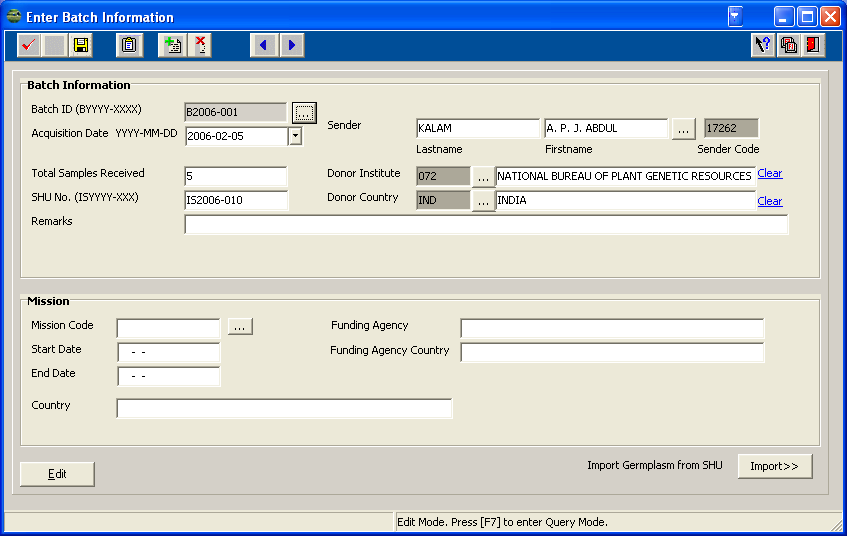 Enter Batch Information
Batch Information
Batch ID (BYYYY-XXXX) B2006-001 ...
Acquisition Date YYYY-MM-DD 2006-02-05
Sender KALAM A. P. J. ABDUL ... 17262
Lastname Firstname Sender Code
Total Samples Received 5
Donor Institute 072 ... NATIONAL BUREAU OF PLANT GENETIC RESOURCES Clear
SHU No. (ISYYYY-XXX) IS2006-010
Donor Country IND ... INDIA Clear
Remarks
Mission
Mission Code ...
Funding Agency
Start Date - -
Funding Agency Country
End Date - -
Country
Edit
Import Germplasm from SHU Import>>
Edit Mode. Press [F7] to enter Query Mode.